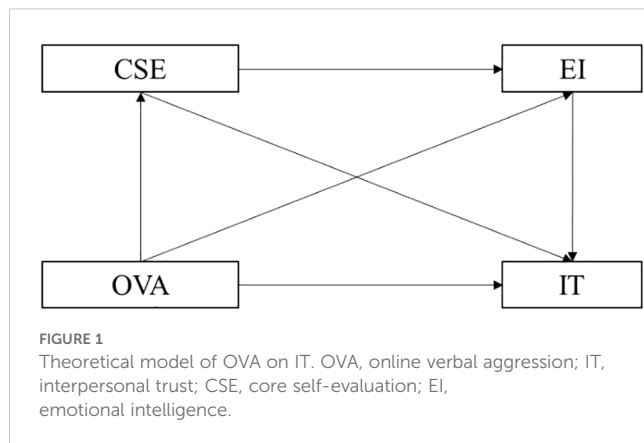 CSE
EI
OVA
IT
FIGURE 1
Theoretical model of OVA on IT. OVA, online verbal aggression; IT,
interpersonal trust; CSE, core self-evaluation; EI,
emotional intelligence.